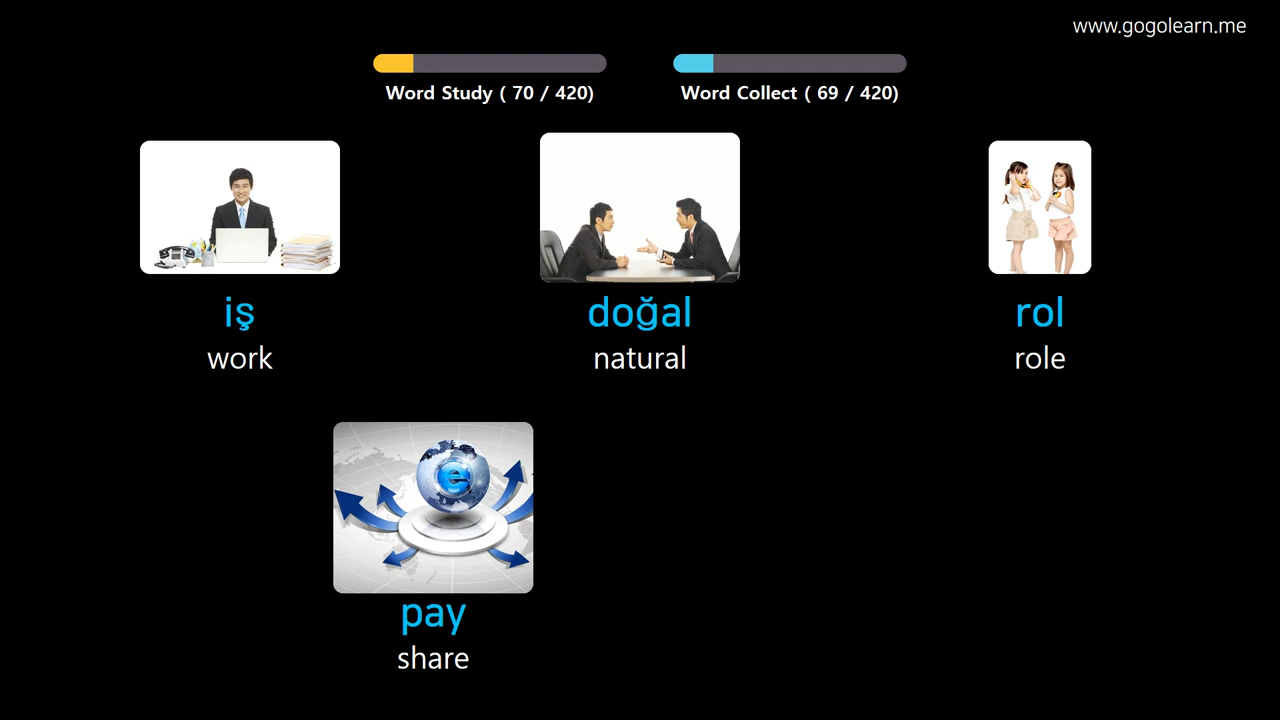 www.gogolearn.me
Word Study ( 70 / 420)
Word Collect ( 69 / 420)
iş
doğal
rol
work
natural
role
e
pay
share